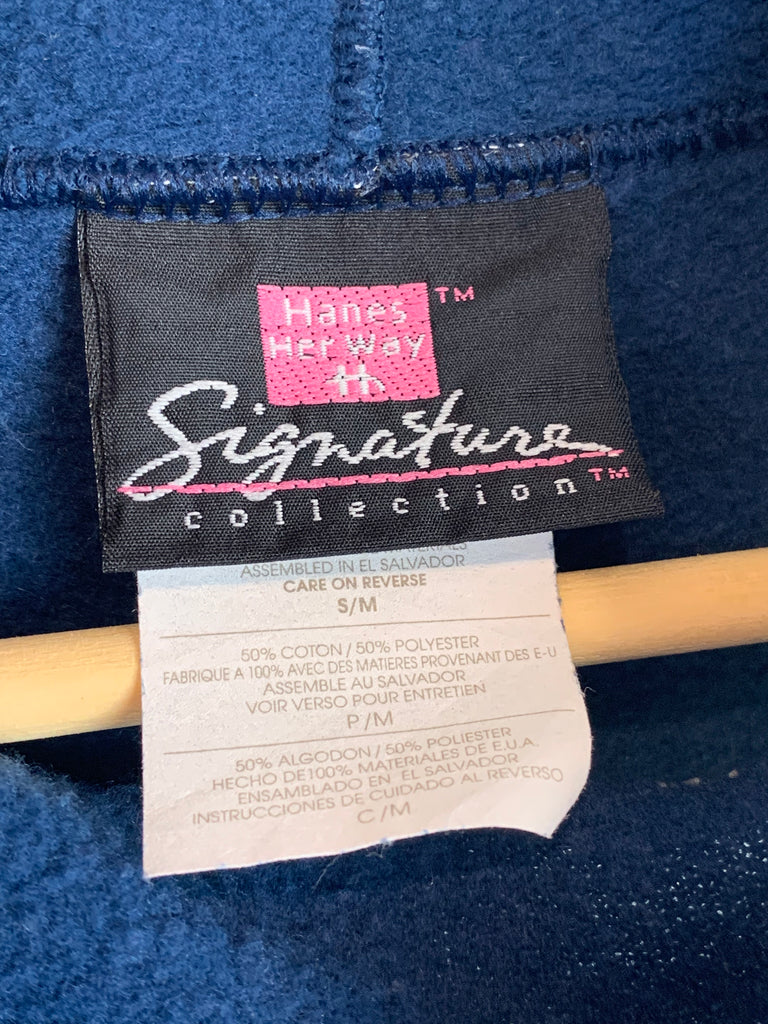 Hanes TM
Her Way
Signature
collection TM
MATERIALS
ASSEMBLED IN EL SALVADOR
CARE ON REVERSE
S/M
50% COTON / 50% POLYESTER
FABRIQUE A 100% AVEC DES MATIERES PROVENANT DES E-U
ASSEMBLE AU SALVADOR
VOIR VERSO POUR ENTRETIEN
P/M
50% ALGODON / 50% POLIESTER
HECHO DE100% MATERIALES DE E.U.A.
ENSAMBLADO EN EL SALVADOR
INSTRUCCIONES DE CUIDADO AL REVERSO
C/M